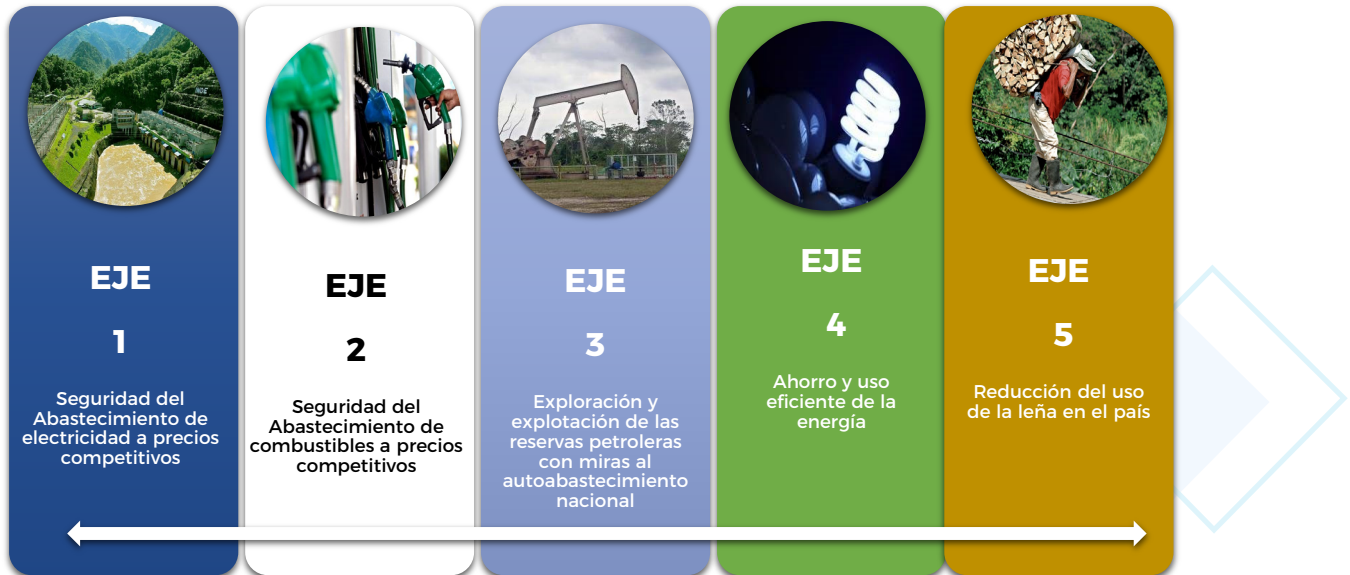 EJE
1
Seguridad del
Abastecimiento de
electricidad a precios
competitivos
EJE
2
Seguridad del
Abastecimiento de
combustibles a precios
competitivos
EJE
3
Exploración y
explotación de las
reservas petroleras
con miras al
autoabastecimiento
nacional
EJE
4
Ahorro y uso
eficiente de la
energía
EJE
5
Reducción del uso
de la leña en el país